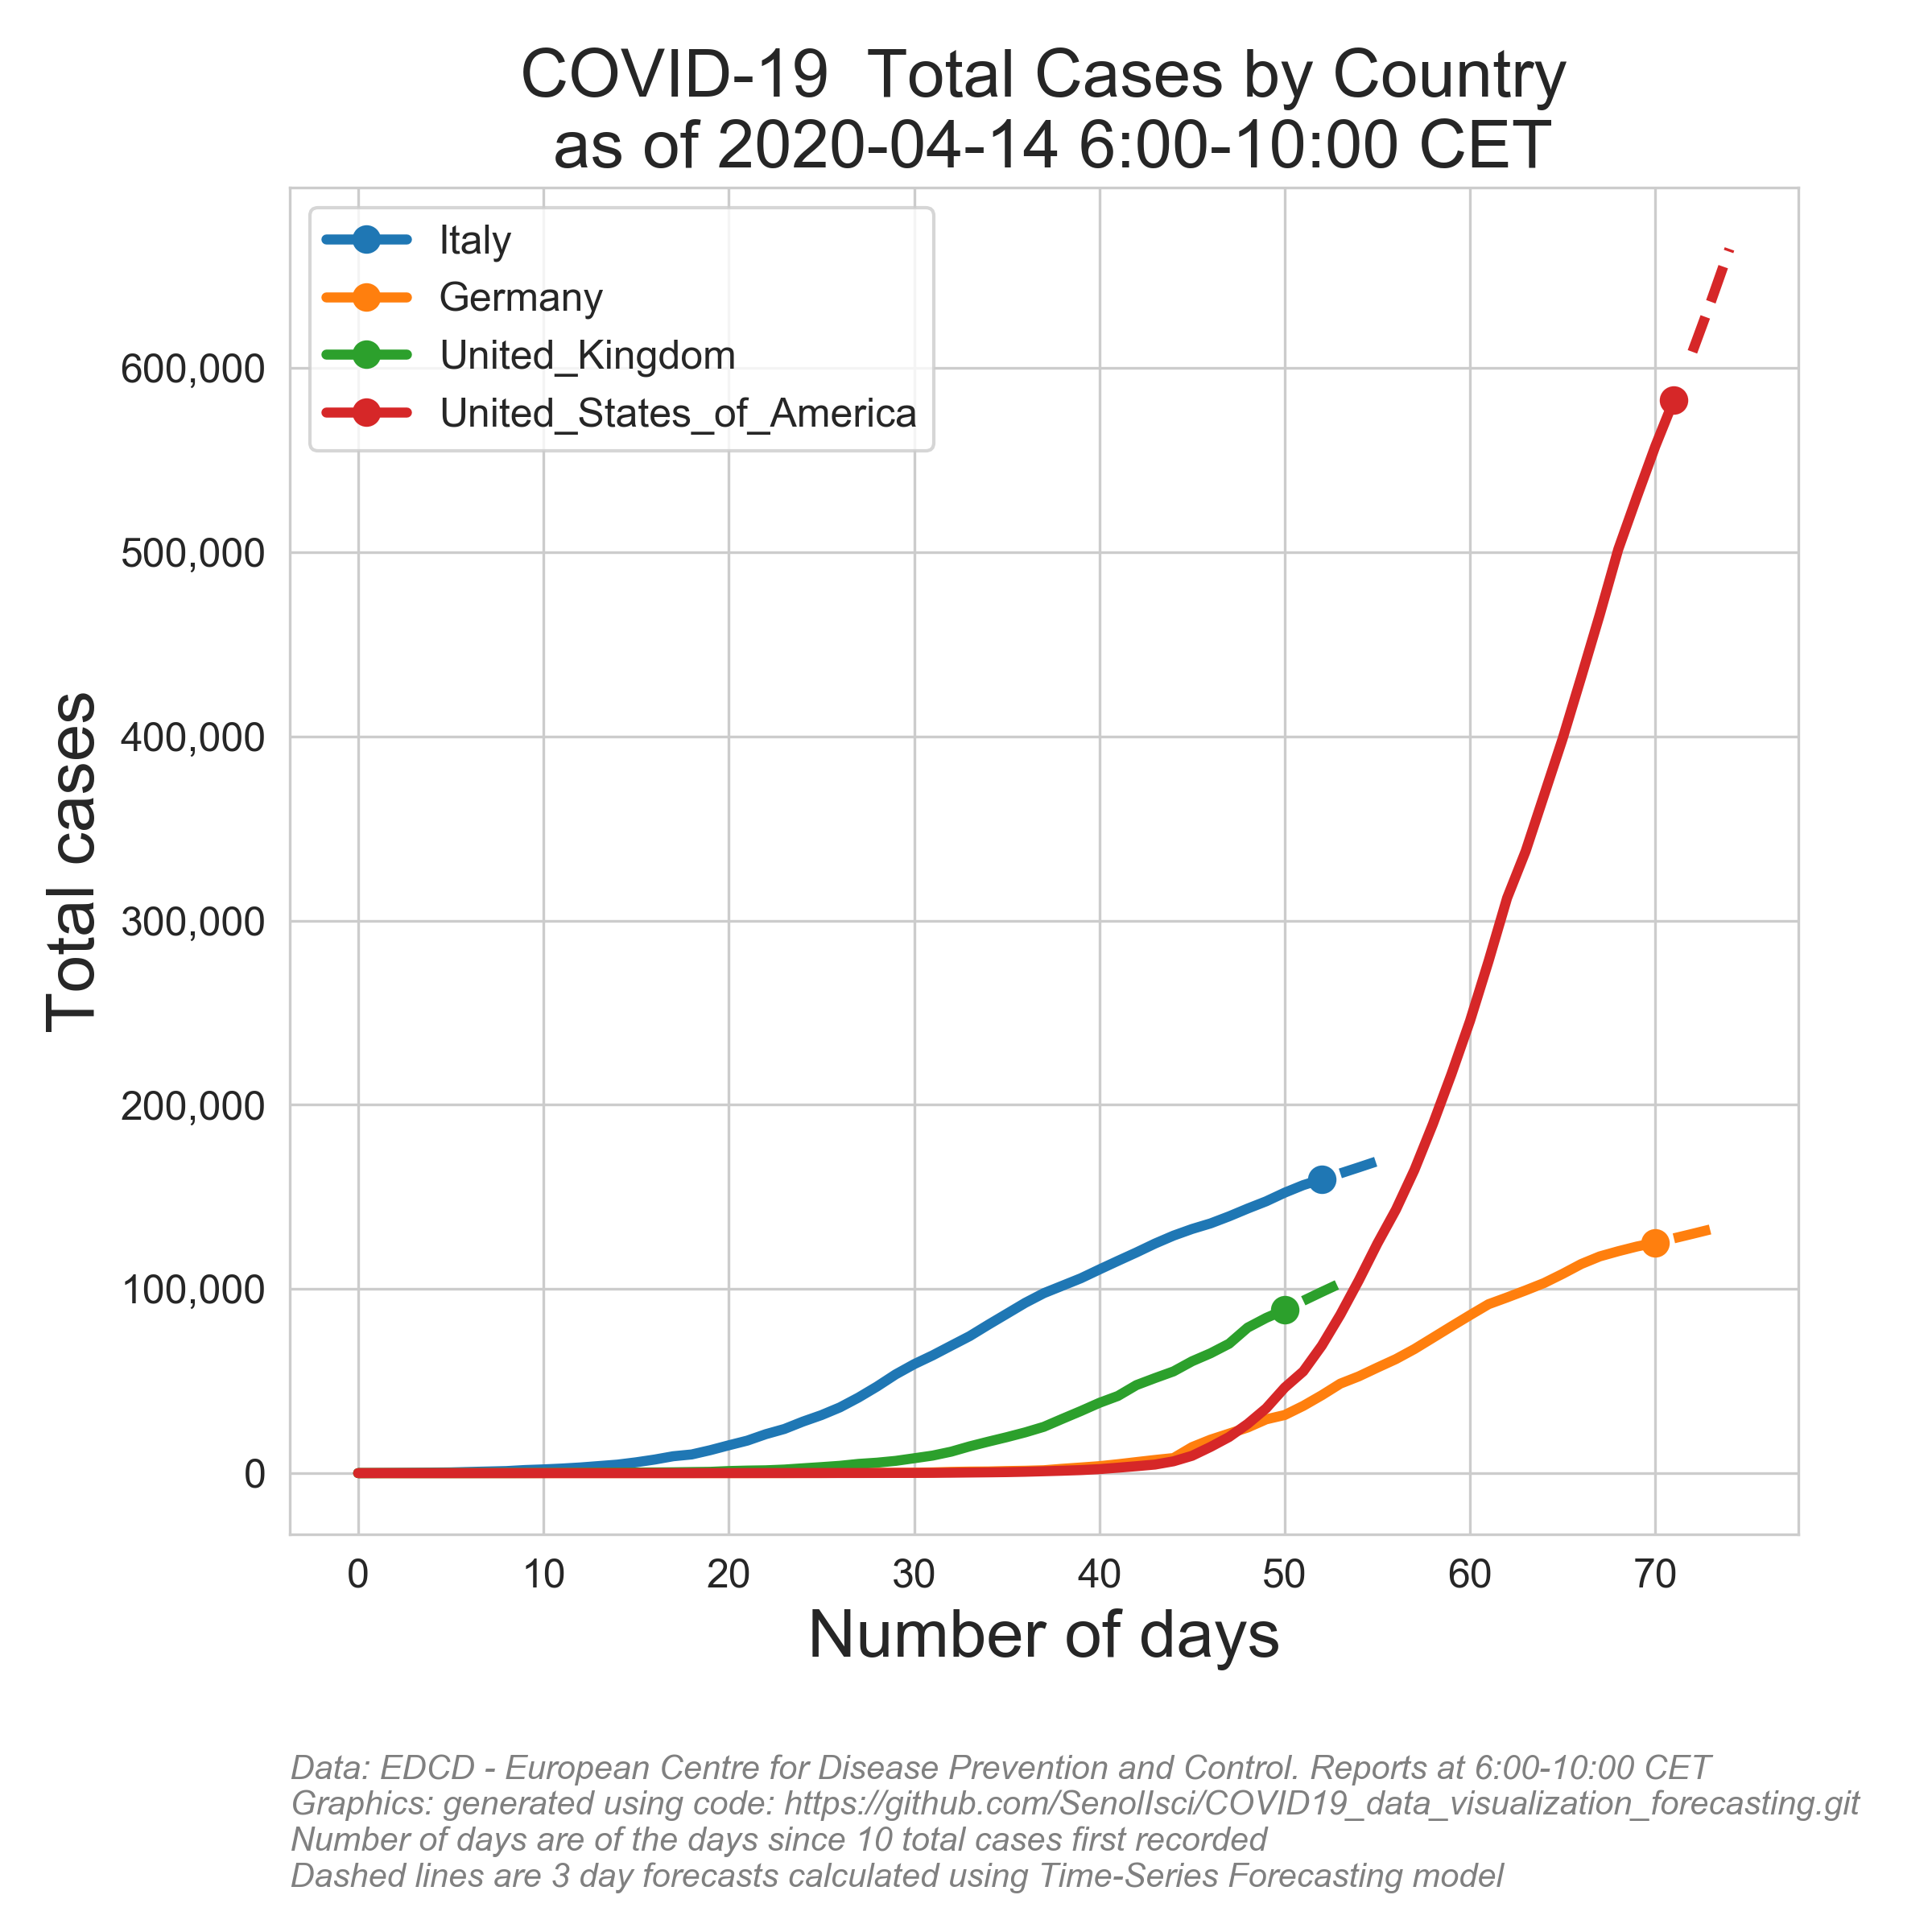 COVID-19  Total Cases by Country
as of 2020-04-14 6:00-10:00 CET
Italy
Germany
United_Kingdom
United_States_of_America
600,000
500,000
400,000
300,000
200,000
100,000
0
Total cases
0 10 20 30 40 50 60 70
Number of days
Data: EDCD - European Centre for Disease Prevention and Control. Reports at 6:00-10:00 CET
Graphics: generated using code: https://github.com/SenolIsci/COVID19_data_visualization_forecasting.git
Number of days are of the days since 10 total cases first recorded
Dashed lines are 3 day forecasts calculated using Time-Series Forecasting model